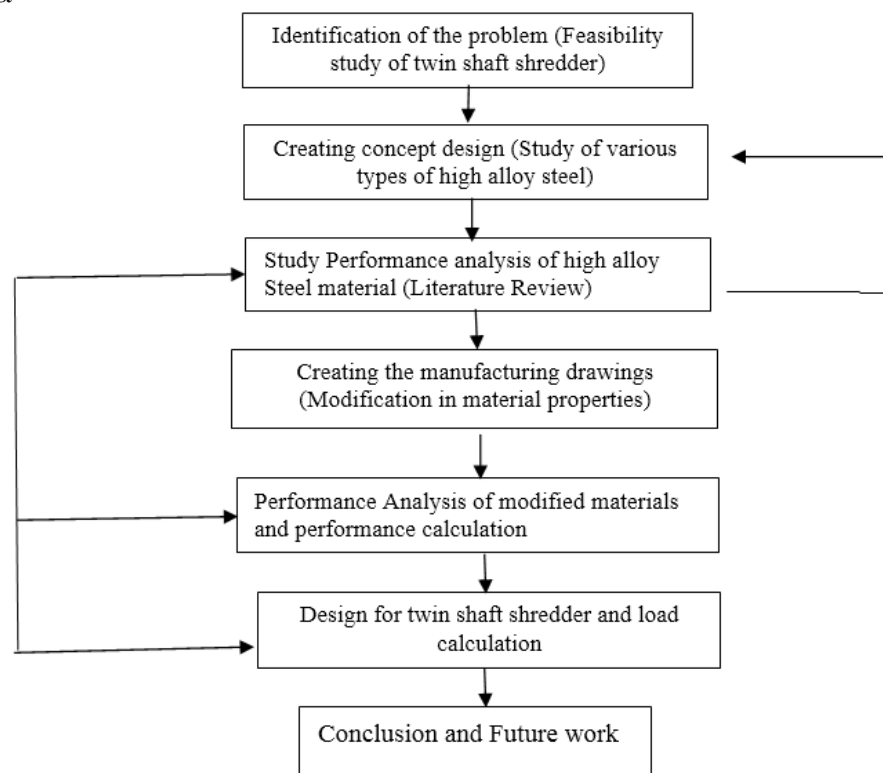 Identification of the problem (Feasibility
study of twin shaft shredder)
Creating concept design (Study of various
types of high alloy steel)
Study Performance analysis of high alloy
Steel material (Literature Review)
Creating the manufacturing drawings
(Modification in material properties)
Performance Analysis of modified materials
and performance calculation
Design for twin shaft shredder and load
calculation
Conclusion and Future work